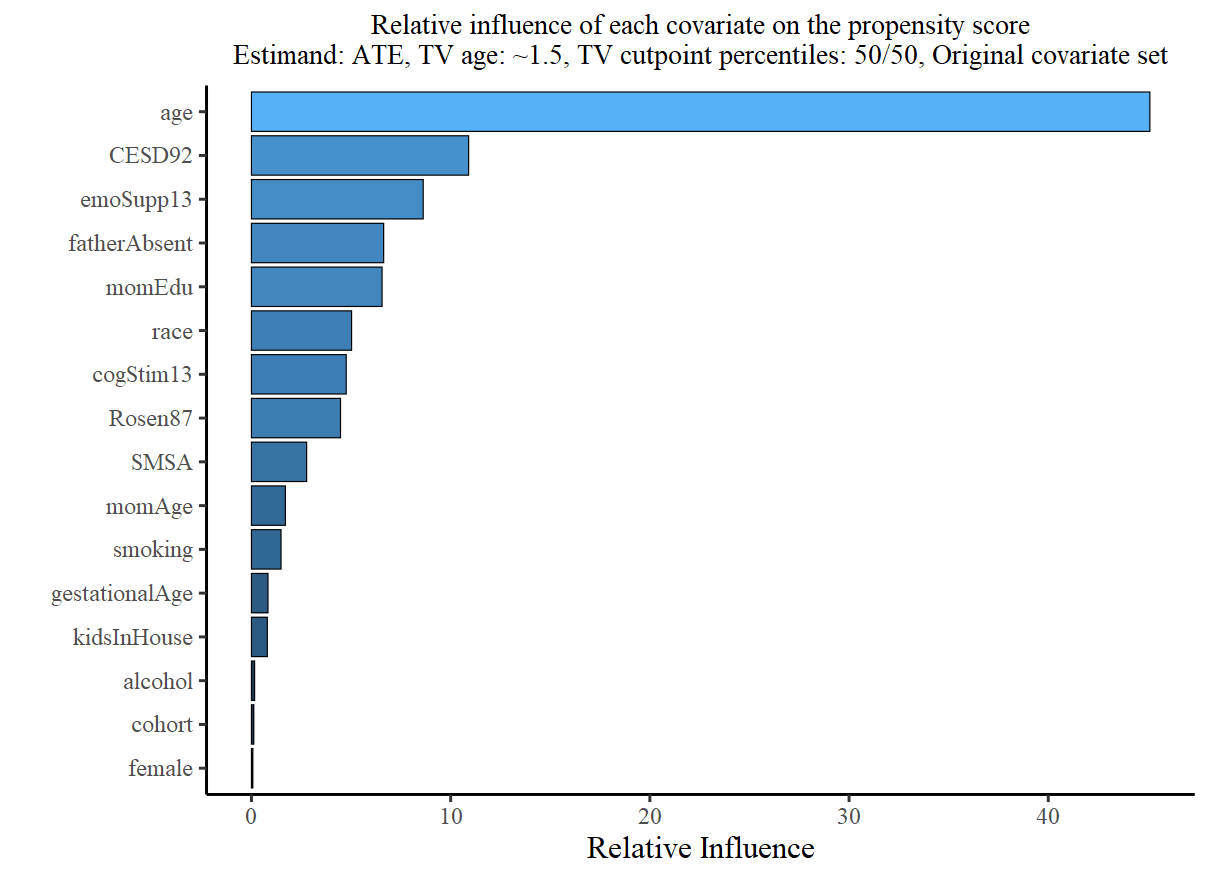 Relative influence of each covariate on the propensity score
Estimand: ATE, TV age: ~1.5, TV cutpoint percentiles: 50/50, Original covariate set
age
CESD92
emoSupp13
fatherAbsent
momEdu
race
cogStim13
Rosen87
SMSA
momAge
smoking
gestationalAge
kidsInHouse
alcohol
cohort
female
0 10 20 30 40
Relative Influence